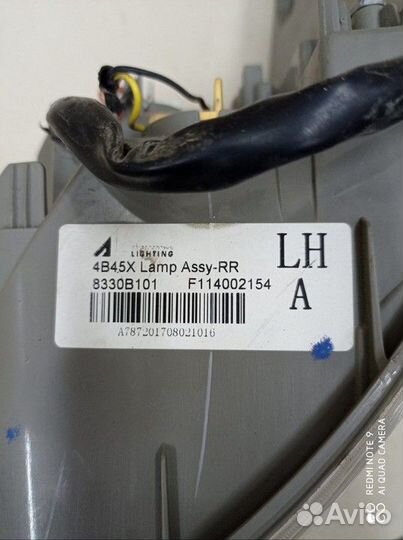 LIGHTING
4B45X Lamp Assy-RR
8330B101 F114002154
LH
A
A787201708021016
REDMI NOTE 9
AI QUAD CAMERA
Avito